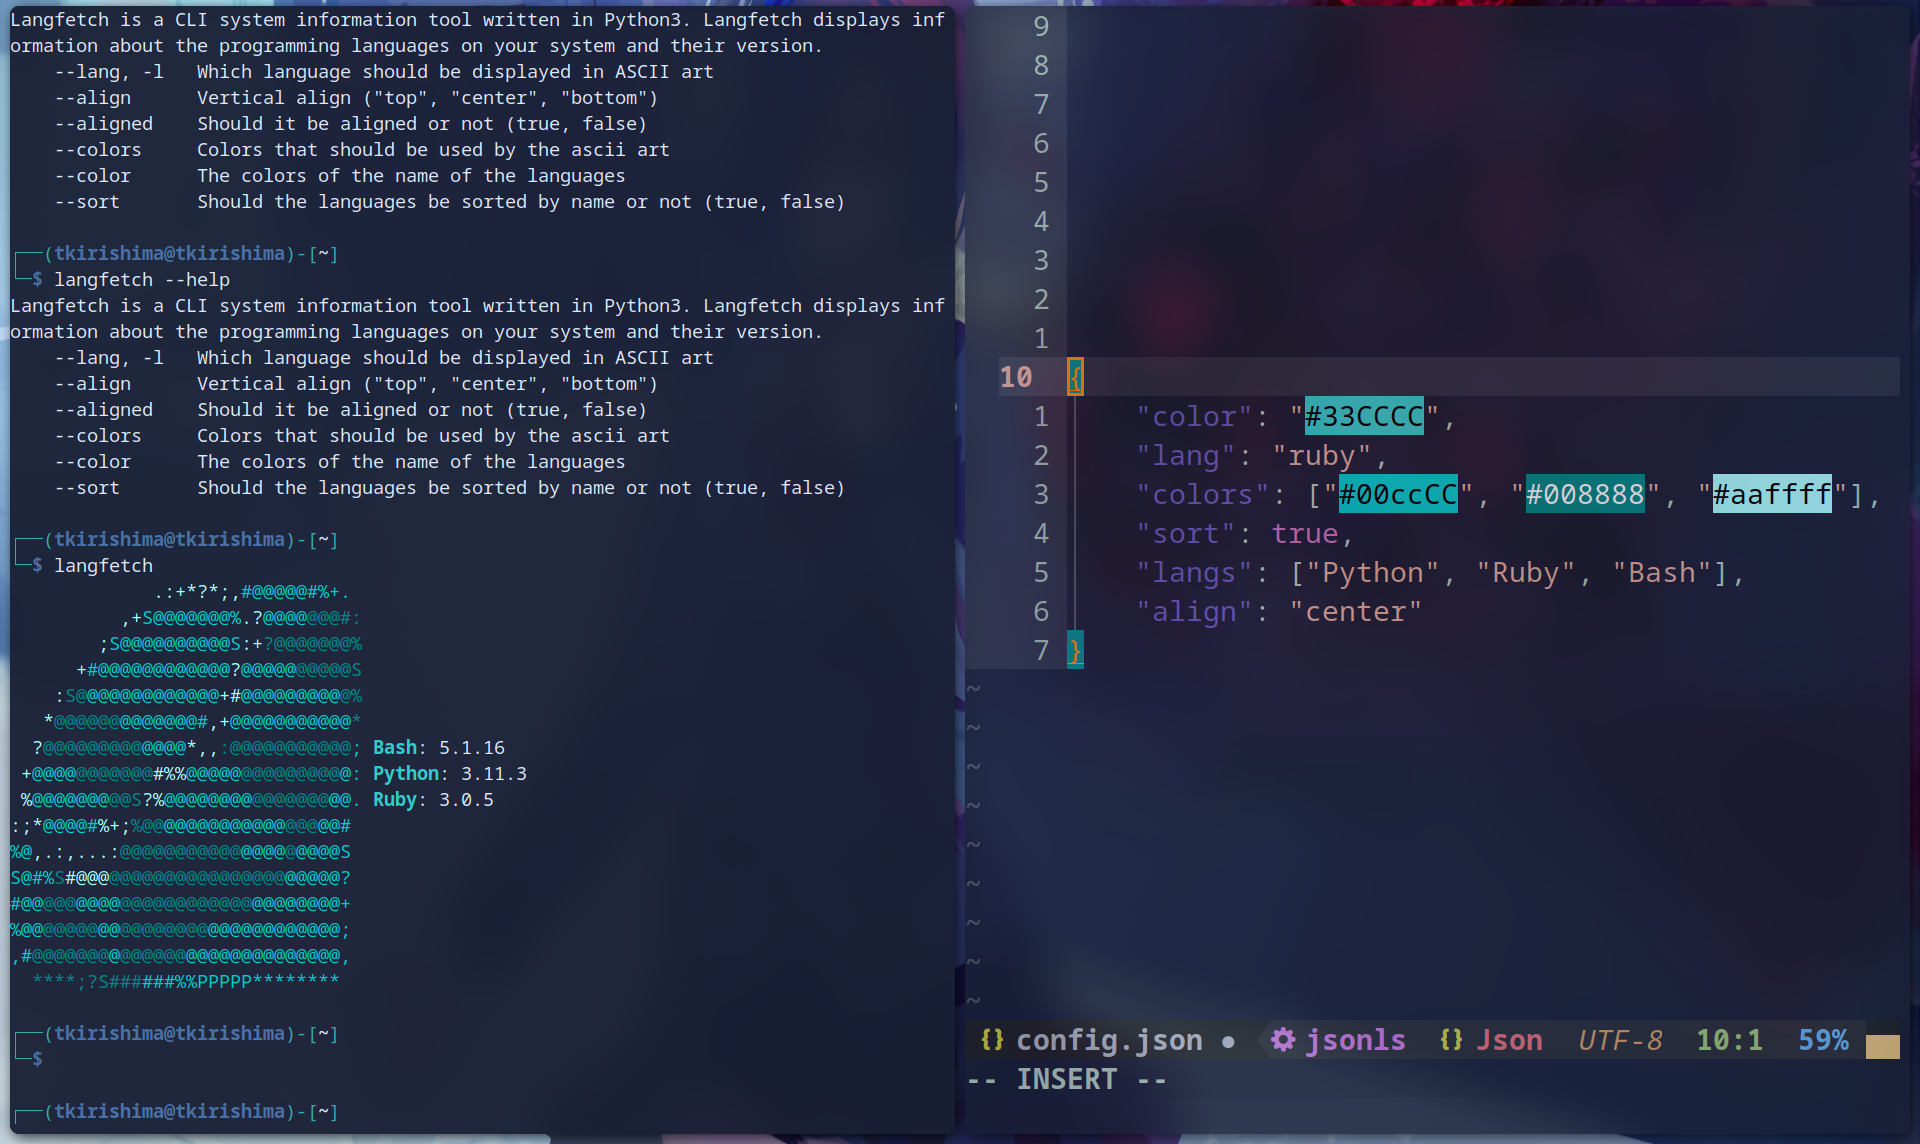 Langfetch is a CLI system information tool written in Python3. Langfetch displays inf
ormation about the programming languages on your system and their version.
    --lang, -l   Which language should be displayed in ASCII art
    --align      Vertical align ("top", "center", "bottom")
    --aligned    Should it be aligned or not (true, false)
    --colors     Colors that should be used by the ascii art
    --color      The colors of the name of the languages
    --sort       Should the languages be sorted by name or not (true, false)
┌──(tkirishima@tkirishima)-[~]
└─$ langfetch --help
Langfetch is a CLI system information tool written in Python3. Langfetch displays inf
ormation about the programming languages on your system and their version.
    --lang, -l   Which language should be displayed in ASCII art
    --align      Vertical align ("top", "center", "bottom")
    --aligned    Should it be aligned or not (true, false)
    --colors     Colors that should be used by the ascii art
    --color      The colors of the name of the languages
    --sort       Should the languages be sorted by name or not (true, false)
┌──(tkirishima@tkirishima)-[~]
└─$ langfetch
             .:+*?*;,#@@@@@#%+.
          ,+S@@@@@@@%.?@@@@@@@#:
        ;S@@@@@@@@@@S:+?@@@@@@@%
      +#@@@@@@@@@@@@?@@@@@@@@@@S
    :S@@@@@@@@@@@@@+#@@@@@@@@@@%
   *@@@@@@@@@@@@@#,+@@@@@@@@@@@*
  ?@@@@@@@@@@@@@*,,:@@@@@@@@@@@; Bash: 5.1.16
 +@@@@@@@@@@@#%%@@@@@@@@@@@@@@@: Python: 3.11.3
 %@@@@@@@@@S?%@@@@@@@@@@@@@@@@@. Ruby: 3.0.5
:;*@@@@#%+;%@@@@@@@@@@@@@@@@@@#
%@,.:,...:@@@@@@@@@@@@@@@@@@@@S
S@#%S#@@@@@@@@@@@@@@@@@@@@@@@@?
#@@@@@@@@@@@@@@@@@@@@@@@@@@@@@+
%@@@@@@@@@@@@@@@@@@@@@@@@@@@@@;
,#@@@@@@@@@@@@@@@@@@@@@@@@@@@@,
  ****;?S######%%PPPPP********
┌──(tkirishima@tkirishima)-[~]
└─$
┌──(tkirishima@tkirishima)-[~]
9
8
7
6
5
4
3
2
1
10 {
1     "color": "#33CCCC",
2     "lang": "ruby",
3     "colors": ["#00ccCC", "#008888", "#aaffff"],
4     "sort": true,
5     "langs": ["Python", "Ruby", "Bash"],
6     "align": "center"
7 }
~
~
~
~
~
~
~
~
~
{} config.json ● jsonls {} Json UTF-8 10:1 59%
-- INSERT --